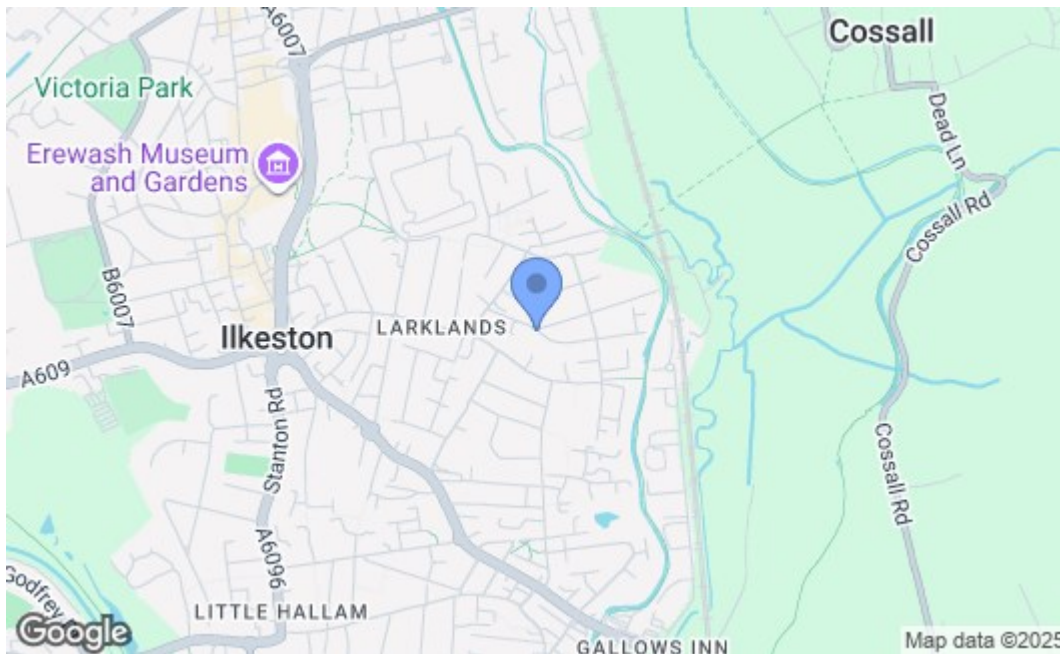 A6007
Cossall
Victoria Park
Dead Ln
Erewash Museum
and Gardens
Cossall Rd
B6007
Ilkeston
LARKLANDS
A609
Stanton Rd
Cossall Rd
A6096
Godfrey
LITTLE HALLAM
GALLOWS INN
Google
Map data ©2025